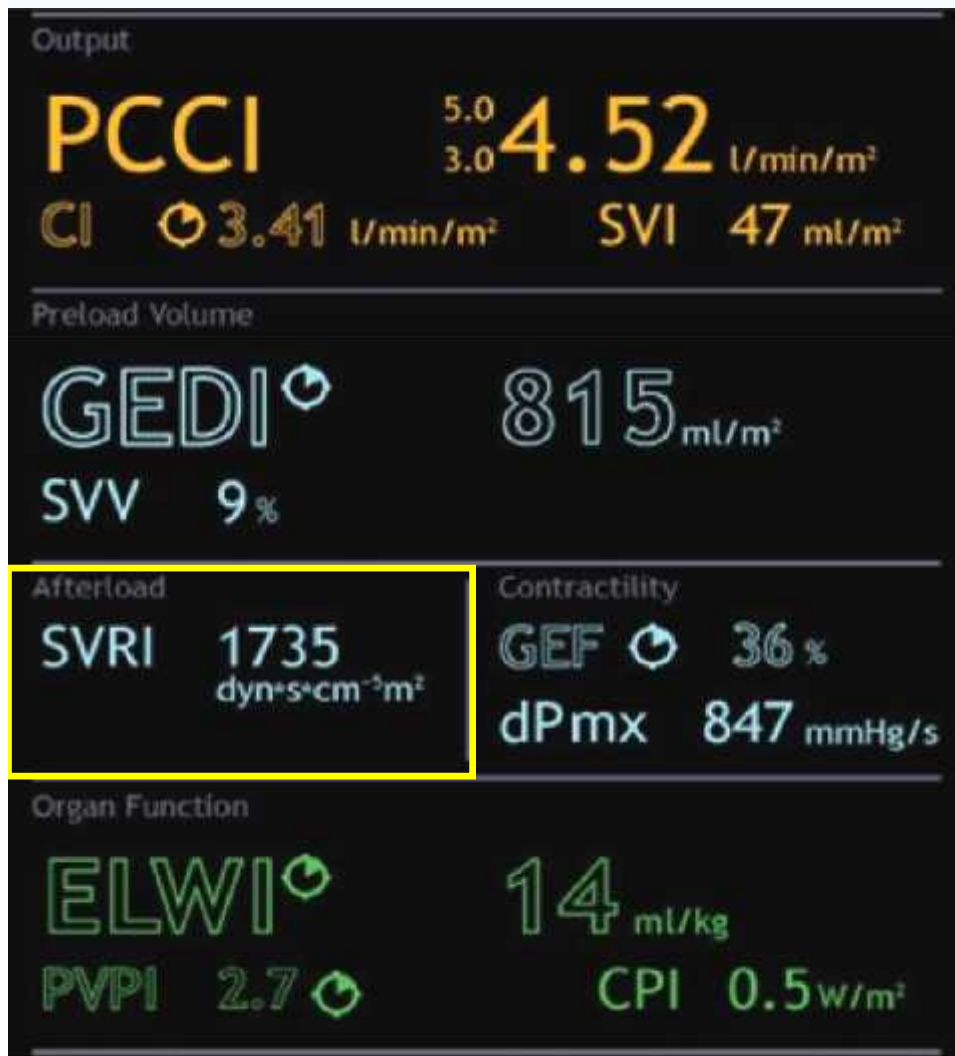 Output
PCCI 5.0 3.0 4.52 l/min/m²
CI 3.41 l/min/m² SVI 47 ml/m²
Preload Volume
GEDI 815 ml/m²
SVV 9 %
Afterload Contractility
SVRI 1735 GEF 36 %
dyn*s*cm⁻⁵m² dPmx 847 mmHg/s
Organ Function
ELWI 14 ml/kg
PVPI 2.7 CPI 0.5 W/m²